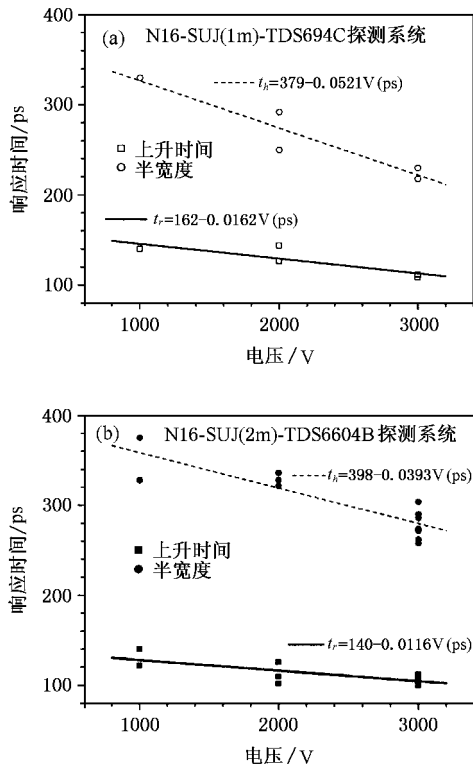 (a) N16-SUJ(1m)-TDS694C探测系统
400
300
200
100
响应时间/ps
t_h=379-0.0521V(ps)
上升时间
半宽度
t_r=162-0.0162V(ps)
1000 2000 3000
电压/V
(b) N16-SUJ(2m)-TDS6604B探测系统
400
300
200
100
响应时间/ps
t_h=398-0.0393V(ps)
上升时间
半宽度
t_r=140-0.0116V(ps)
1000 2000 3000
电压/V